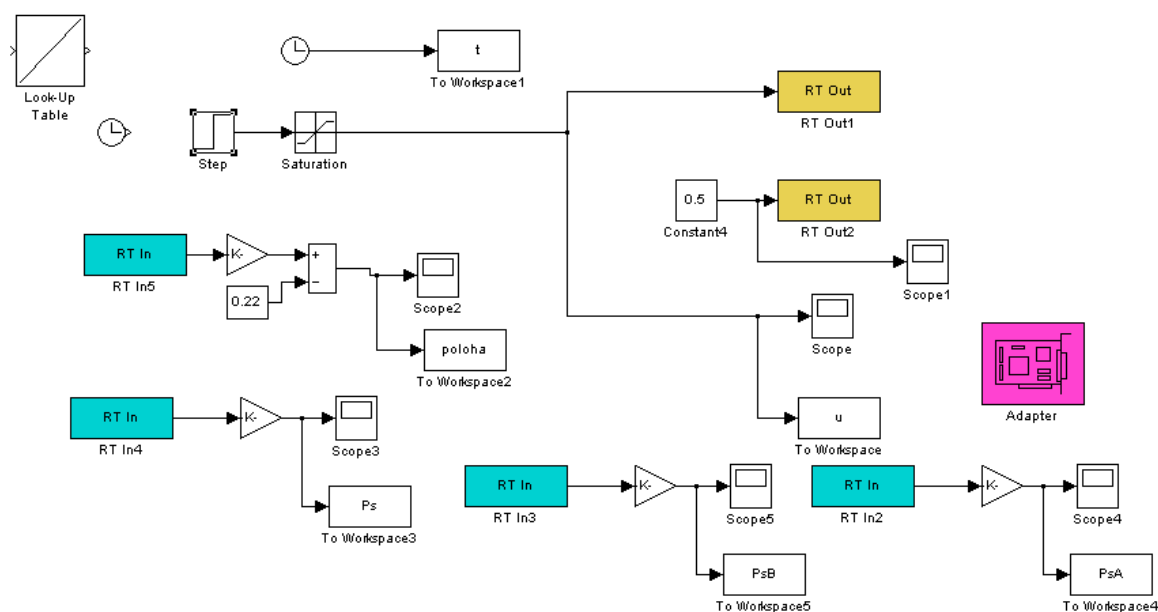 t
To Workspace1
Look-Up
Table
RT Out
RT Out1
Step
Saturation
0.5
Constant4
RT Out
RT Out2
RT In
RT In5
K-
+
−
0.22
Scope2
Scope1
Scope
poloha
To Workspace2
Adapter
RT In
RT In4
K-
Scope3
u
To Workspace
Ps
To Workspace3
RT In
RT In3
K-
Scope5
RT In
RT In2
K-
Scope4
PsB
To Workspace5
PsA
To Workspace4